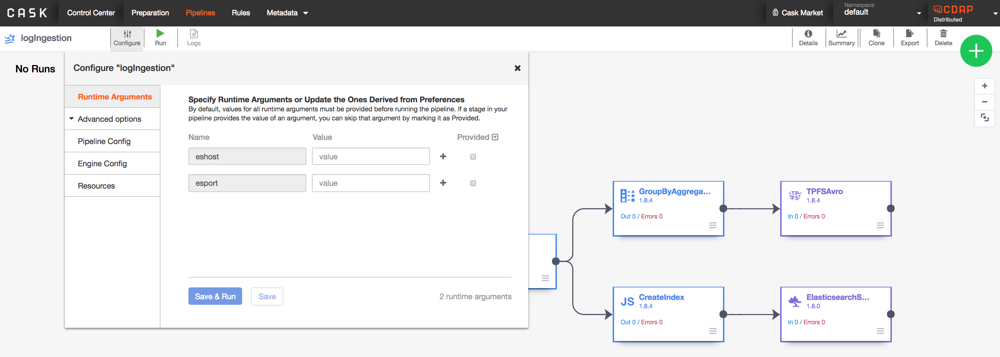 CASK
Control Center
Preparation
Pipelines
Rules
Metadata
Cask Market
Namespace
default
CDAP
Distributed
logIngestion
Configure
Run
Logs
Details
Summary
Clone
Export
Delete
No Runs
Configure "logIngestion"
Runtime Arguments
Advanced options
Pipeline Config
Engine Config
Resources
Specify Runtime Arguments or Update the Ones Derived from Preferences
By default, values for all runtime arguments must be provided before running the pipeline. If a stage in your
pipeline provides the value of an argument, you can skip that argument by marking it as Provided.
Name Value Provided
eshost value
esport value
Save & Run Save 2 runtime arguments
GroupByAggrega...
1.8.4
Out 0 / Errors 0
TP
FS
TPFSAvro
1.8.4
In 0 / Errors 0
JS
CreateIndex
1.8.4
Out 0 / Errors 0
ElasticsearchS...
1.8.0
In 0 / Errors 0